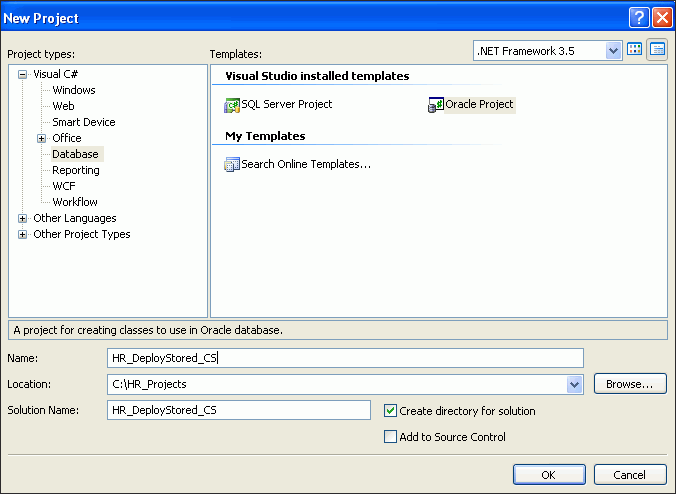 New Project
Project types:
Templates:
.NET Framework 3.5
Visual C#
Windows
Web
Smart Device
Office
Database
Reporting
WCF
Workflow
Other Languages
Other Project Types
Visual Studio installed templates
SQL Server Project
Oracle Project
My Templates
Search Online Templates...
A project for creating classes to use in Oracle database.
Name:
HR_DeployStored_CS
Location:
C:\HR_Projects
Browse...
Solution Name:
HR_DeployStored_CS
Create directory for solution
Add to Source Control
OK
Cancel